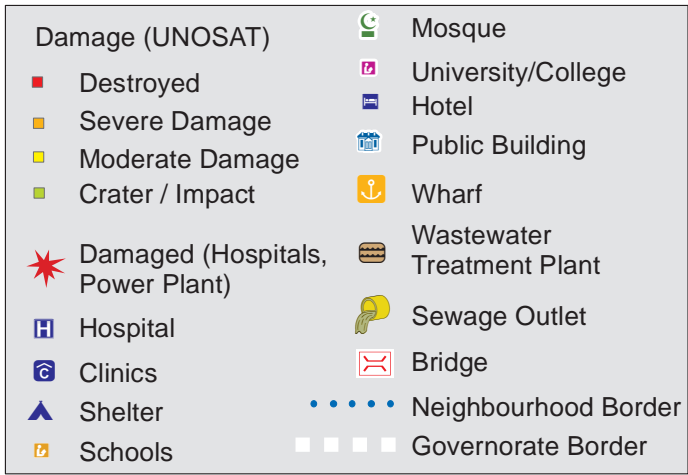 Damage (UNOSAT)
Destroyed
Severe Damage
Moderate Damage
Crater / Impact
Damaged (Hospitals,
Power Plant)
H Hospital
C Clinics
Shelter
Schools
Mosque
University/College
Hotel
Public Building
Wharf
Wastewater
Treatment Plant
Sewage Outlet
Bridge
Neighbourhood Border
Governorate Border